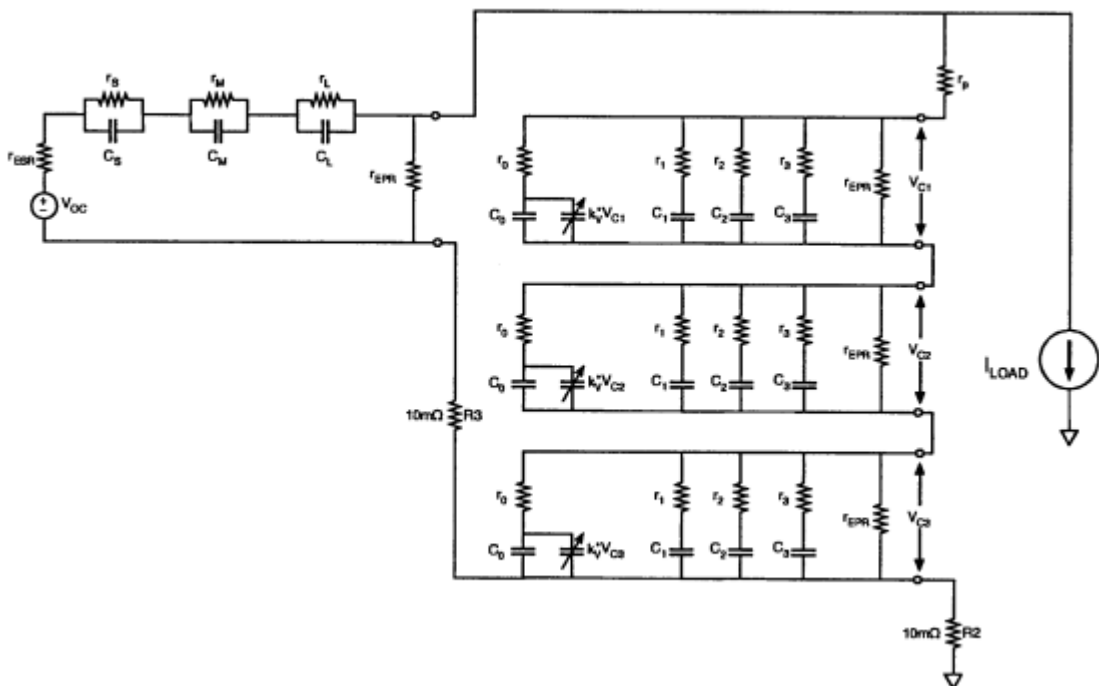 r_S r_M r_L
C_S C_M C_L
r_ESR
V_OC
r_EPR
r_p
r_0 r_1 r_2 r_3
r_EPR V_C1
C_0 k_v*V_C1 C_1 C_2 C_3
r_0 r_1 r_2 r_3
r_EPR V_C2
C_0 k_v*V_C2 C_1 C_2 C_3
I_LOAD
10mΩ R3
r_0 r_1 r_2 r_3
r_EPR V_C3
C_0 k_v*V_C3 C_1 C_2 C_3
10mΩ R2